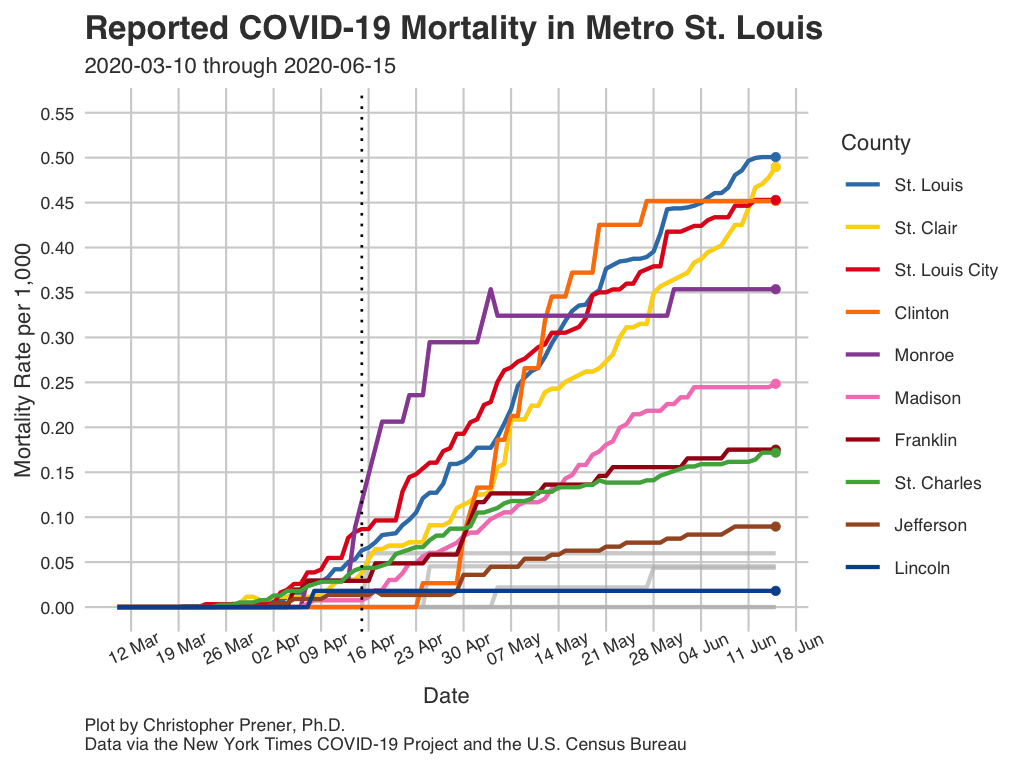 Reported COVID-19 Mortality in Metro St. Louis
2020-03-10 through 2020-06-15
Mortality Rate per 1,000
0.55
0.50
0.45
0.40
0.35
0.30
0.25
0.20
0.15
0.10
0.05
0.00
12 Mar
19 Mar
26 Mar
02 Apr
09 Apr
16 Apr
23 Apr
30 Apr
07 May
14 May
21 May
28 May
04 Jun
11 Jun
18 Jun
Date
County
St. Louis
St. Clair
St. Louis City
Clinton
Monroe
Madison
Franklin
St. Charles
Jefferson
Lincoln
Plot by Christopher Prener, Ph.D.
Data via the New York Times COVID-19 Project and the U.S. Census Bureau